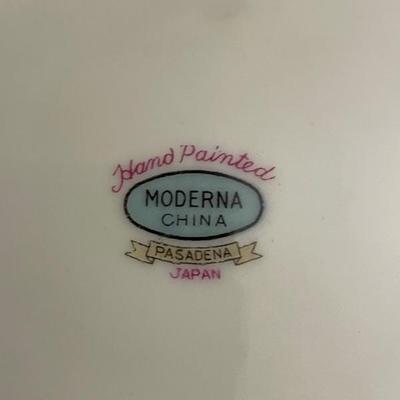 Hand Painted
MODERNA
CHINA
PASADENA
JAPAN